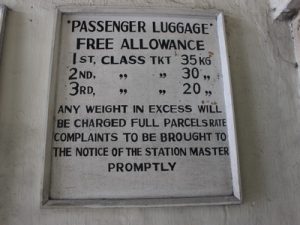 'PASSENGER LUGGAGE'
FREE ALLOWANCE
1ST, CLASS TKT 35KG
2ND, ,, ,, 30 ,,
3RD, ,, ,, 20 ,,
ANY WEIGHT IN EXCESS WILL
BE CHARGED FULL PARCELS RATE
COMPLAINTS TO BE BROUGHT TO
THE NOTICE OF THE STATION MASTER
PROMPTLY